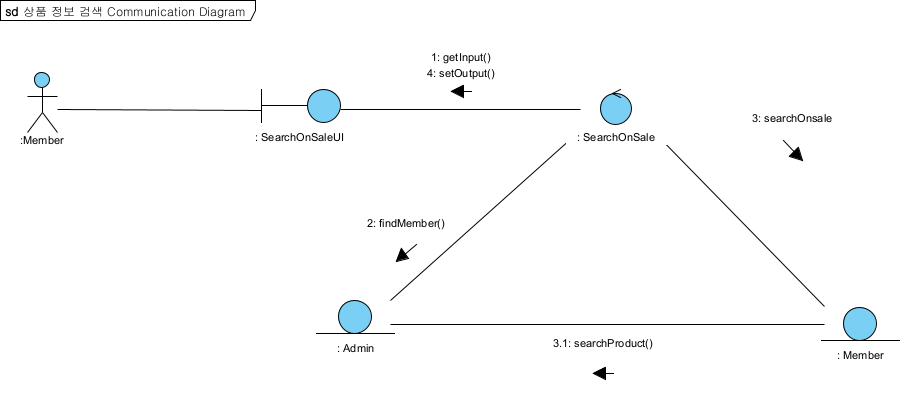 sd 상품 정보 검색 Communication Diagram
1: getInput()
4: setOutput()
3: searchOnsale
:Member
: SearchOnSaleUI
: SearchOnSale
2: findMember()
3.1: searchProduct()
: Admin
: Member